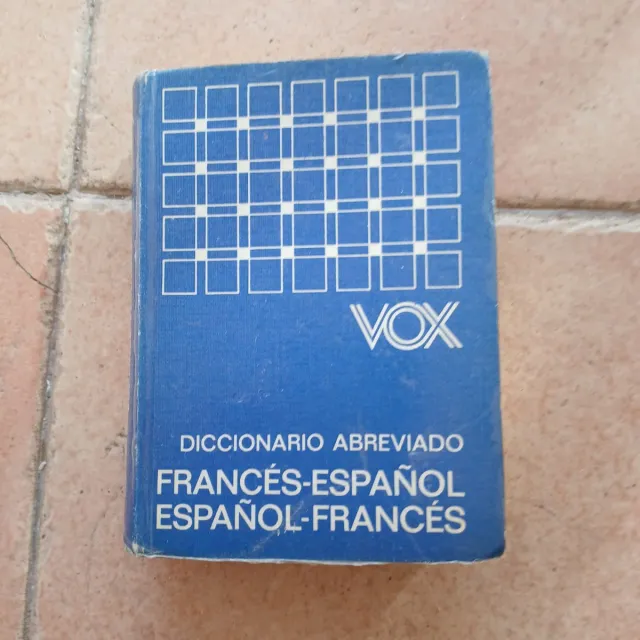 VOX
DICCIONARIO ABREVIADO
FRANCÉS-ESPAÑOL
ESPAÑOL-FRANCÉS